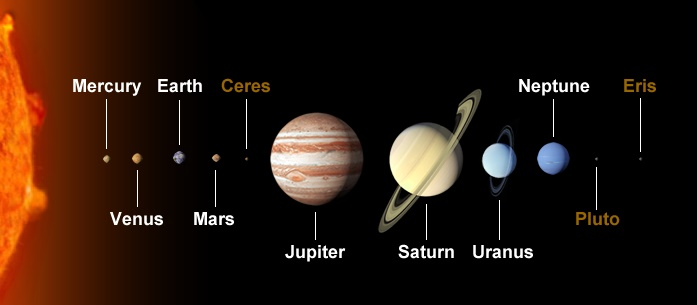 Mercury Earth Ceres Neptune Eris
Venus Mars Pluto
Jupiter Saturn Uranus